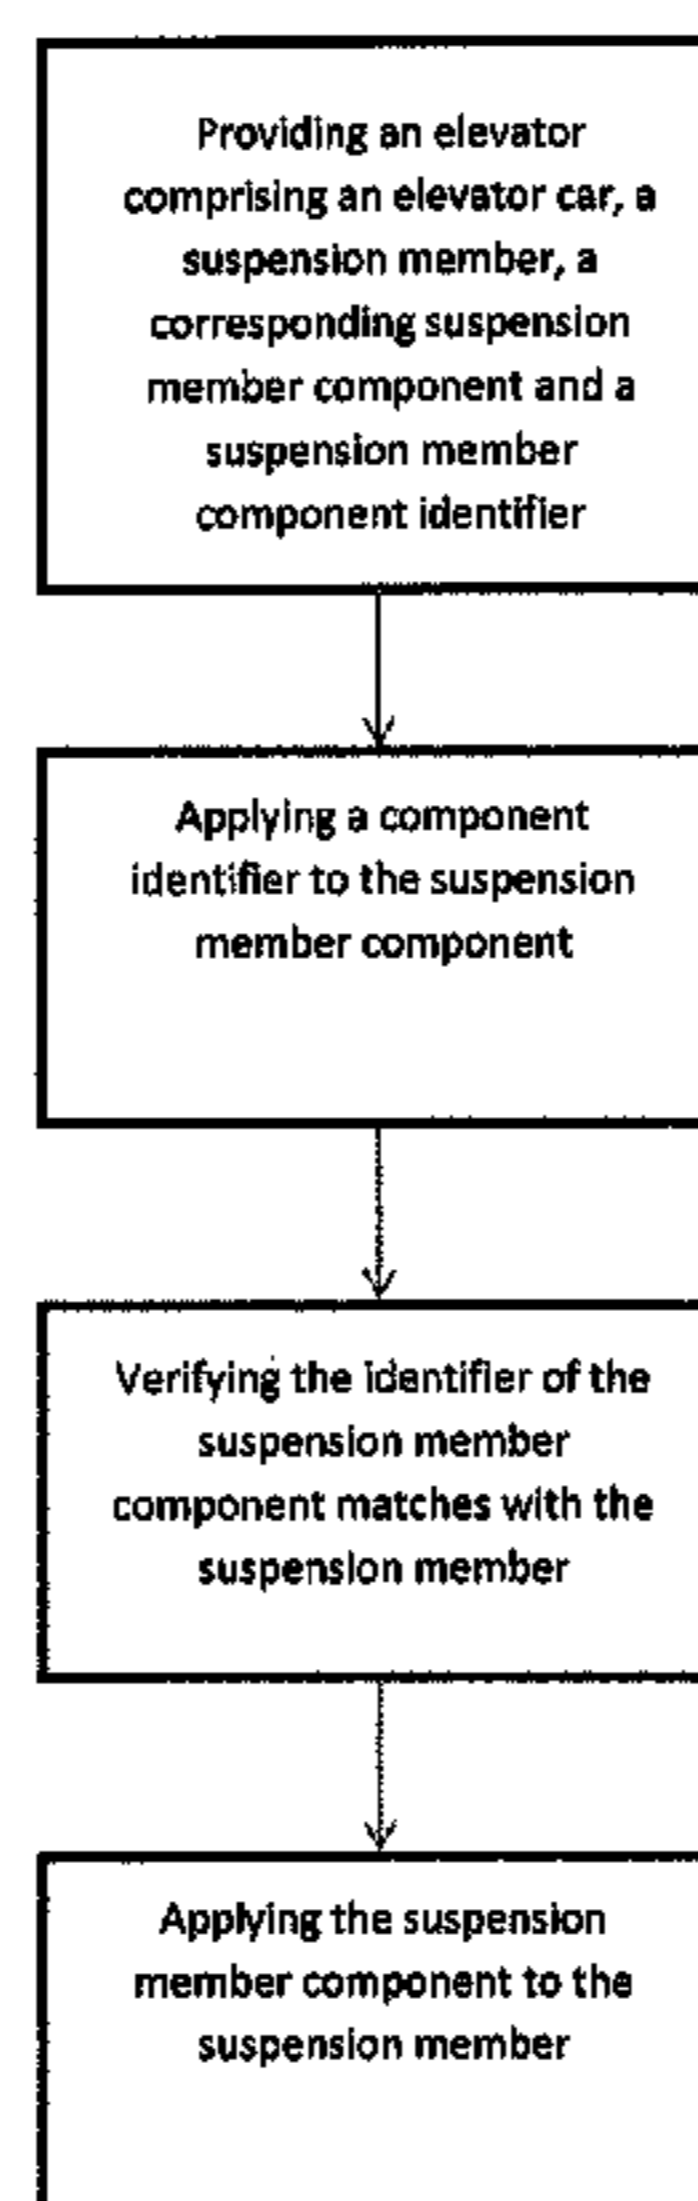 Providing an elevator
comprising an elevator car, a
suspension member, a
corresponding suspension
member component and a
suspension member
component identifier
Applying a component
identifier to the suspension
member component
Verifying the identifier of the
suspension member
component matches with the
suspension member
Applying the suspension
member component to the
suspension member